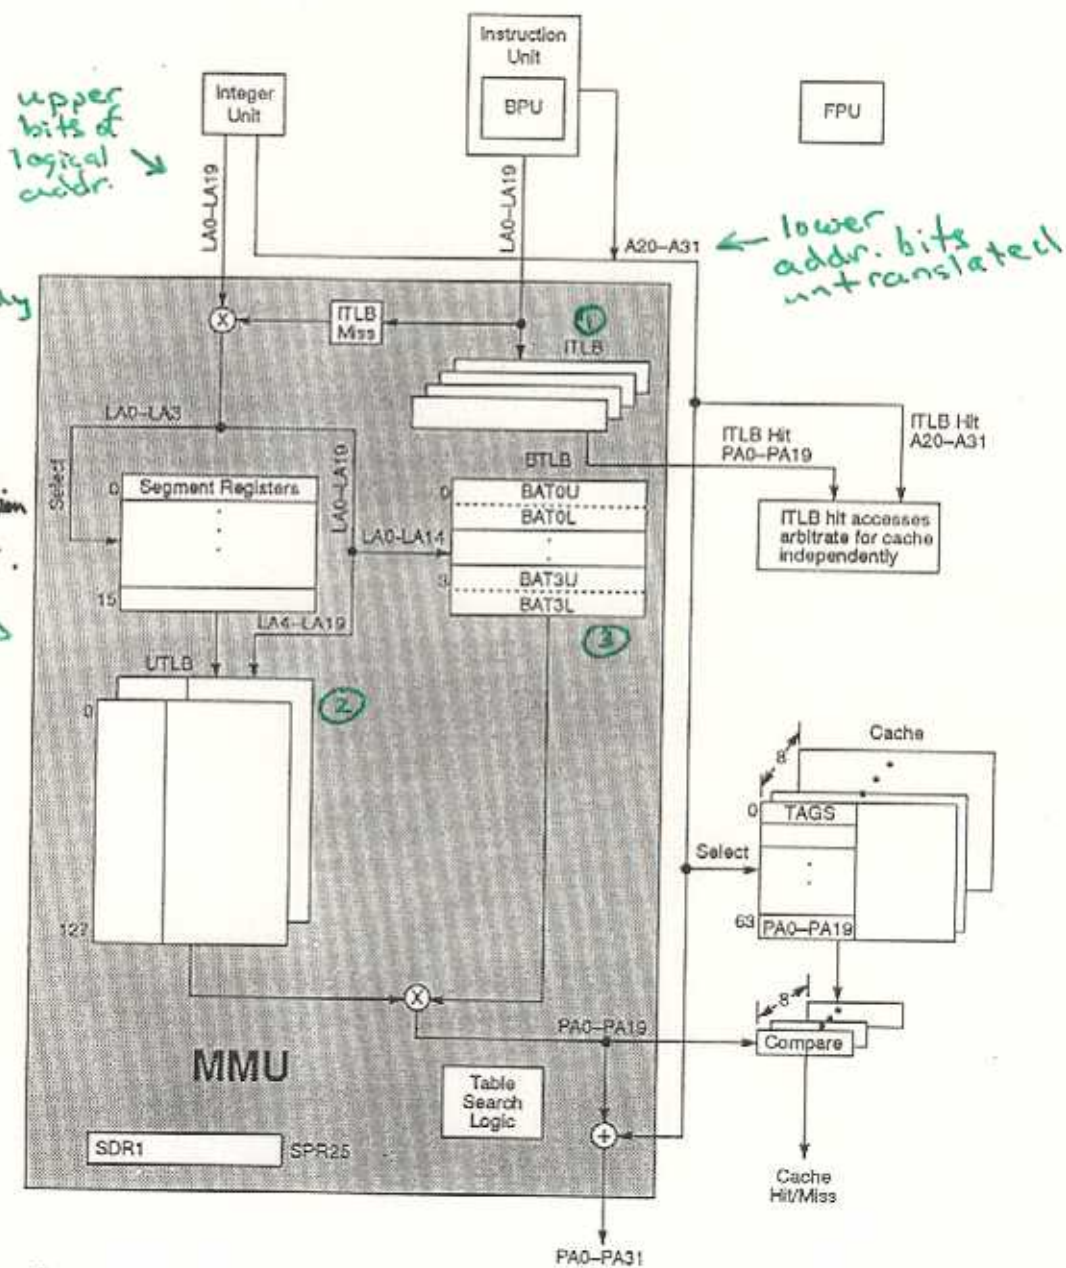 Instruction
Unit
BPU
Integer
Unit
FPU
upper
bits of
logical
addr.
LA0–LA19
LA0–LA19
A20–A31
← lower
addr. bits
untranslated
ITLB
Miss
1
ITLB
LA0–LA3
Select
LA0–LA19
ITLB Hit
PA0–PA19
ITLB Hit
A20–A31
BTLB
0
Segment Registers
15
LA0-LA14
0
BAT0U
BAT0L
3
BAT3U
BAT3L
3
ITLB hit accesses
arbitrate for cache
independently
LA4–LA19
UTLB
2
0
127
Cache
8
0
TAGS
Select
63
PA0–PA19
8
Compare
PA0–PA19
MMU
Table
Search
Logic
SDR1
SPR25
Cache
Hit/Miss
PA0–PA31